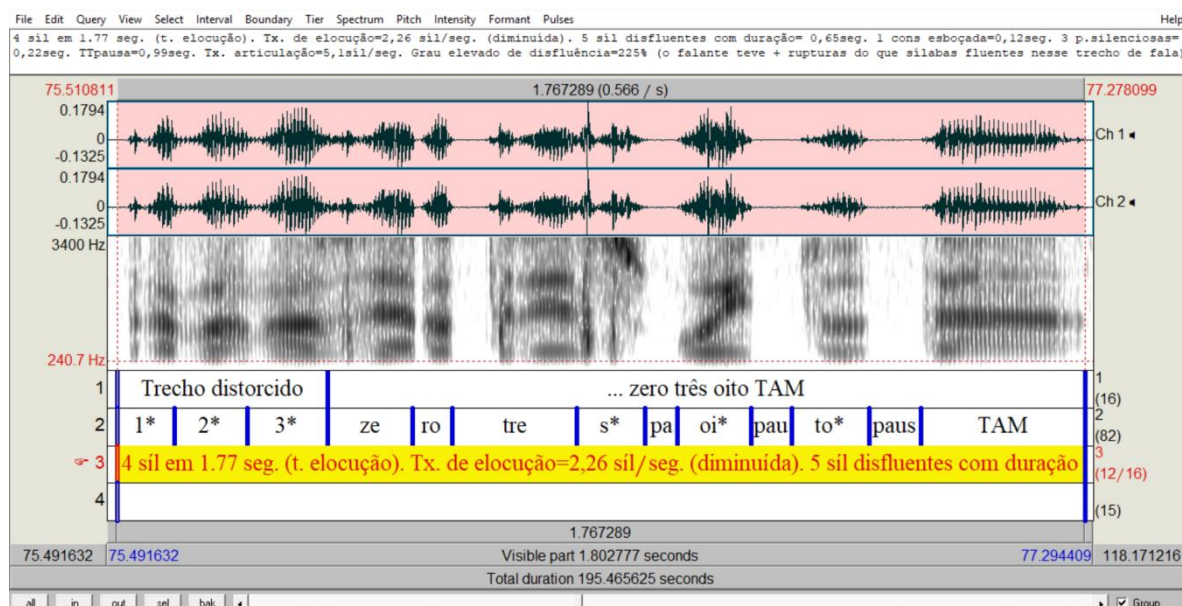 File Edit Query View Select Interval Boundary Tier Spectrum Pitch Intensity Formant Pulses Help
4 síl em 1.77 seg. (t. elocução). Tx. de elocução=2,26 síl/seg. (diminuída). 5 síl disfluentes com duração= 0,65seg. 1 cons esboçada=0,12seg. 3 p.silenciosas=
0,22seg. TTpausa=0,99seg. Tx. articulação=5,1síl/seg. Grau elevado de disfluência=225% (o falante teve + rupturas do que sílabas fluentes nesse trecho de fala)
75.510811 1.767289 (0.566 / s) 77.278099
0.1794
0 Ch 1
-0.1325
0.1794
0 Ch 2
-0.1325
3400 Hz
240.7 Hz
1 Trecho distorcido ... zero três oito TAM 1 (16)
2 1* 2* 3* ze ro tre s* pa oi* pau to* paus TAM 2 (82)
3 4 síl em 1.77 seg. (t. elocução). Tx. de elocução=2,26 síl/seg. (diminuída). 5 síl disfluentes com duração 3 (12/16)
4 (15)
1.767289
75.491632 75.491632 Visible part 1.802777 seconds 77.294409 118.171216
Total duration 195.465625 seconds
all in out sel bak Group